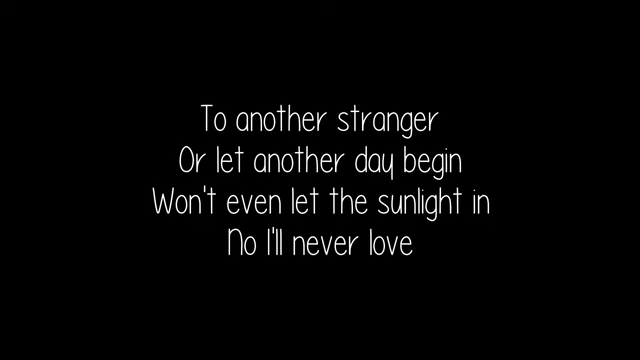 To another stranger
Or let another day begin
Won't even let the sunlight in
No I'll never love